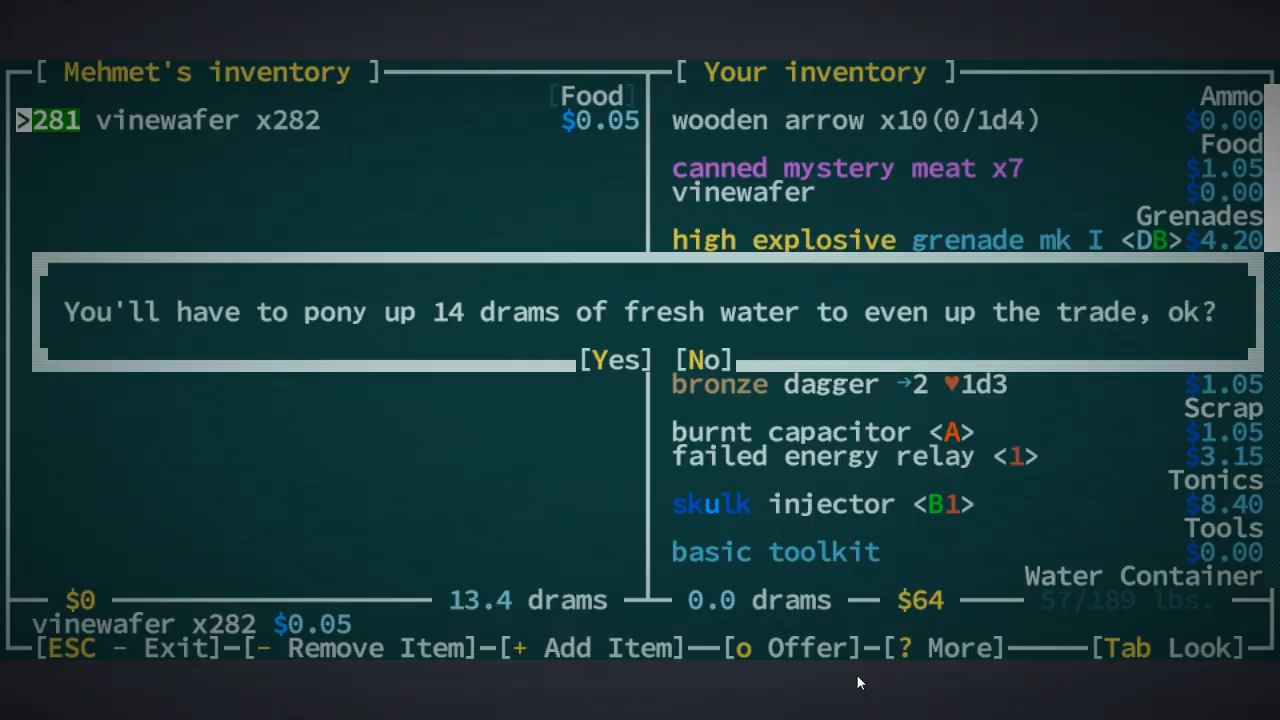 [ Mehmet's inventory ] [ Your inventory ]
[Food] Ammo
>281 vinewafer x282 $0.05 wooden arrow x10(0/1d4) $0.00
Food
canned mystery meat x7 $1.05
vinewafer $0.00
Grenades
high explosive grenade mk I <DB>$4.20
You'll have to pony up 14 drams of fresh water to even up the trade, ok?
[Yes] [No]
bronze dagger →2 ♥1d3 $1.05
Scrap
burnt capacitor <A> $1.05
failed energy relay <1> $3.15
Tonics
skulk injector <B1> $8.40
Tools
basic toolkit $0.00
Water Container
$0 13.4 drams 0.0 drams $64 57/189 lbs.
vinewafer x282 $0.05
[ESC - Exit] [- Remove Item] [+ Add Item] [o Offer] [? More] [Tab Look]